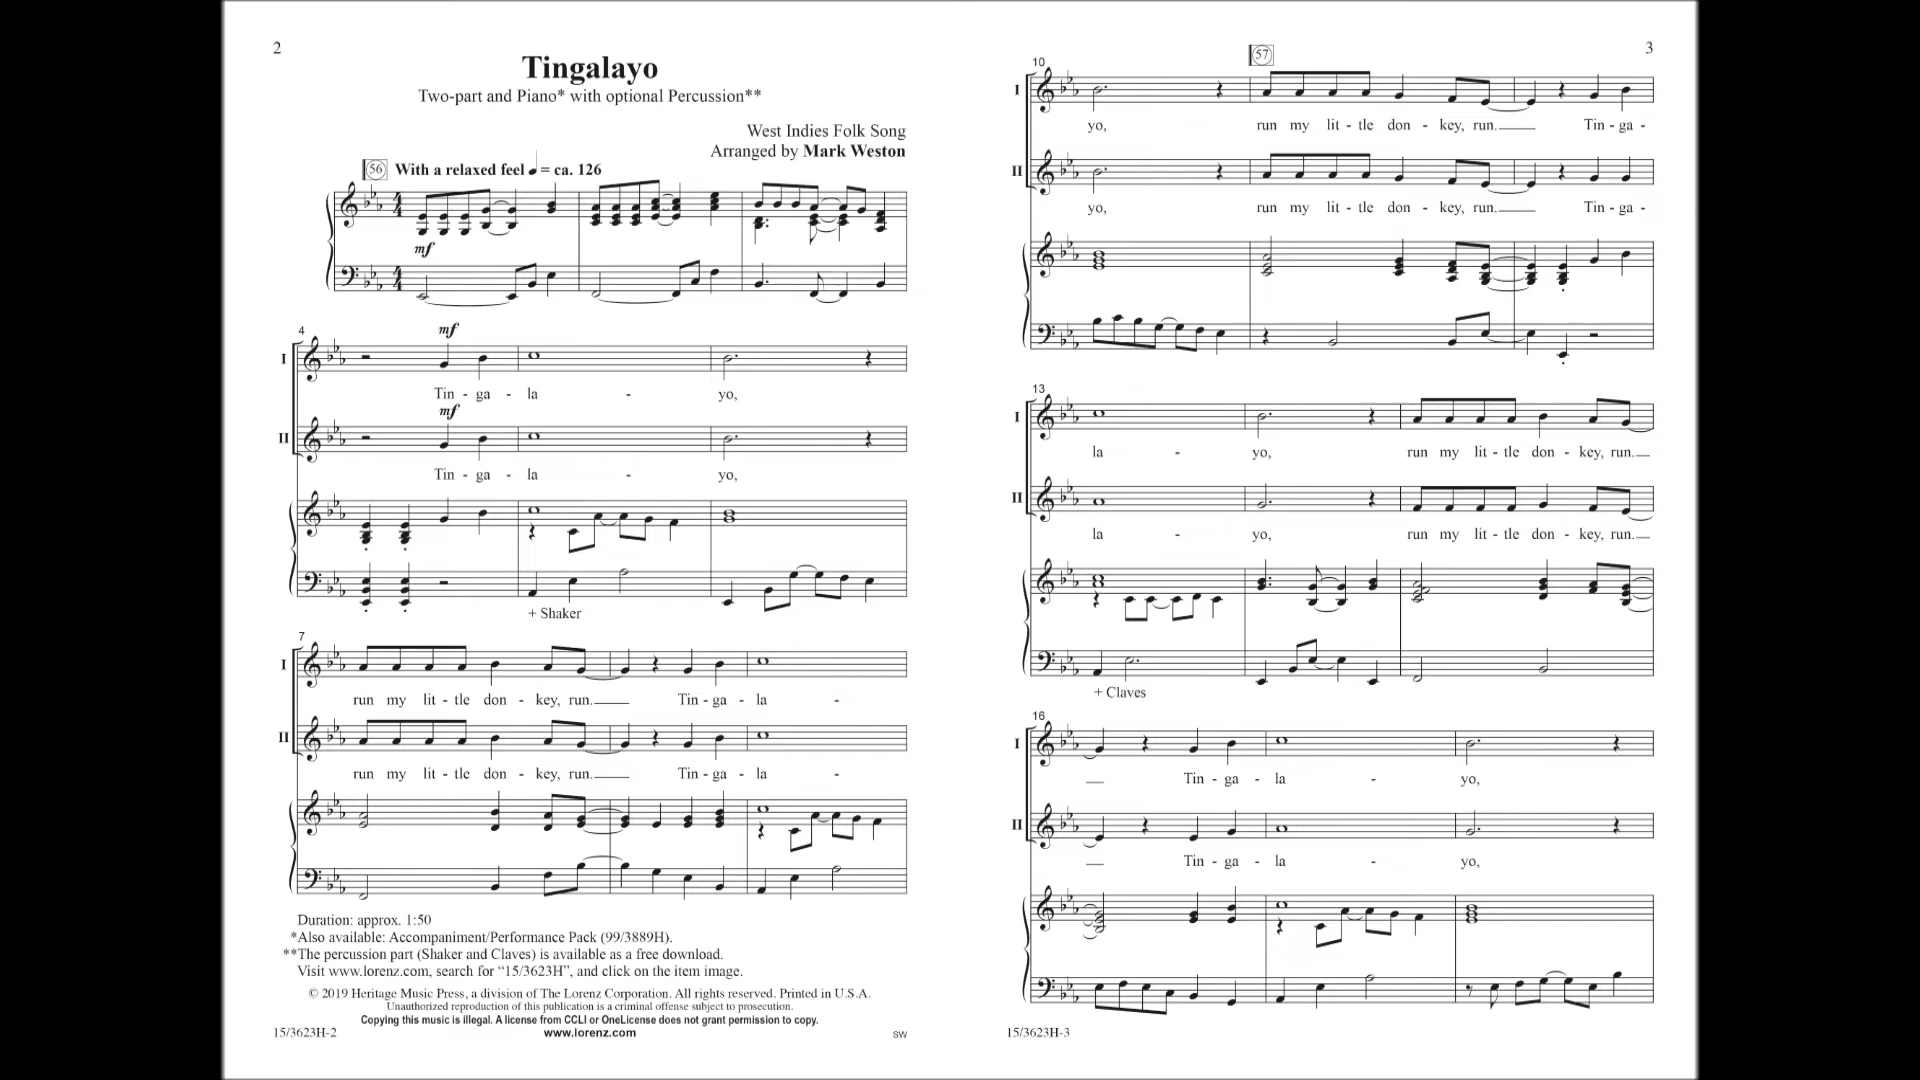 2
Tingalayo
Two-part and Piano* with optional Percussion**
West Indies Folk Song
Arranged by Mark Weston
56 With a relaxed feel ♩ = ca. 126
4
4
mf
4
4
4
mf
I
Tin - ga - la - yo,
mf
II
Tin - ga - la - yo,
+ Shaker
7
I
run my lit - tle don - key, run. Tin - ga - la -
II
run my lit - tle don - key, run. Tin - ga - la -
Duration: approx. 1:50
*Also available: Accompaniment/Performance Pack (99/3889H).
**The percussion part (Shaker and Claves) is available as a free download.
Visit www.lorenz.com, search for “15/3623H”, and click on the item image.
© 2019 Heritage Music Press, a division of The Lorenz Corporation. All rights reserved. Printed in U.S.A.
Unauthorized reproduction of this publication is a criminal offense subject to prosecution.
Copying this music is illegal. A license from CCLI or OneLicense does not grant permission to copy.
www.lorenz.com
15/3623H-2
SW
3
10
57
I
yo, run my lit - tle don - key, run. Tin - ga -
II
yo, run my lit - tle don - key, run. Tin - ga -
13
I
la - yo, run my lit - tle don - key, run.
II
la - yo, run my lit - tle don - key, run.
+ Claves
16
I
Tin - ga - la - yo,
II
Tin - ga - la - yo,
15/3623H-3